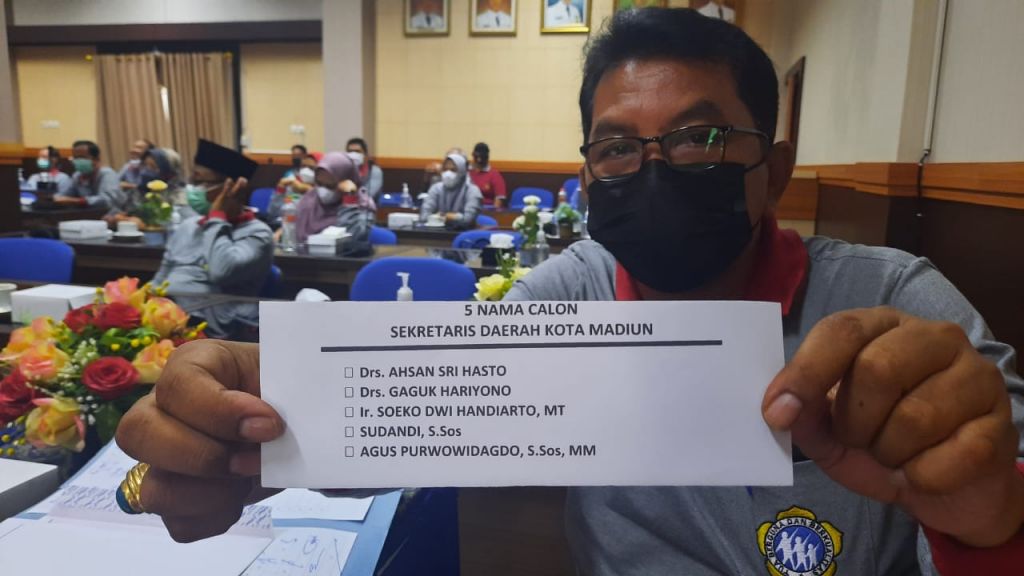 5 NAMA CALON
SEKRETARIS DAERAH KOTA MADIUN
Drs. AHSAN SRI HASTO
Drs. GAGUK HARIYONO
Ir. SOEKO DWI HANDIARTO, MT
SUDANDI, S.Sos
AGUS PURWOWIDAGDO, S.Sos, MM